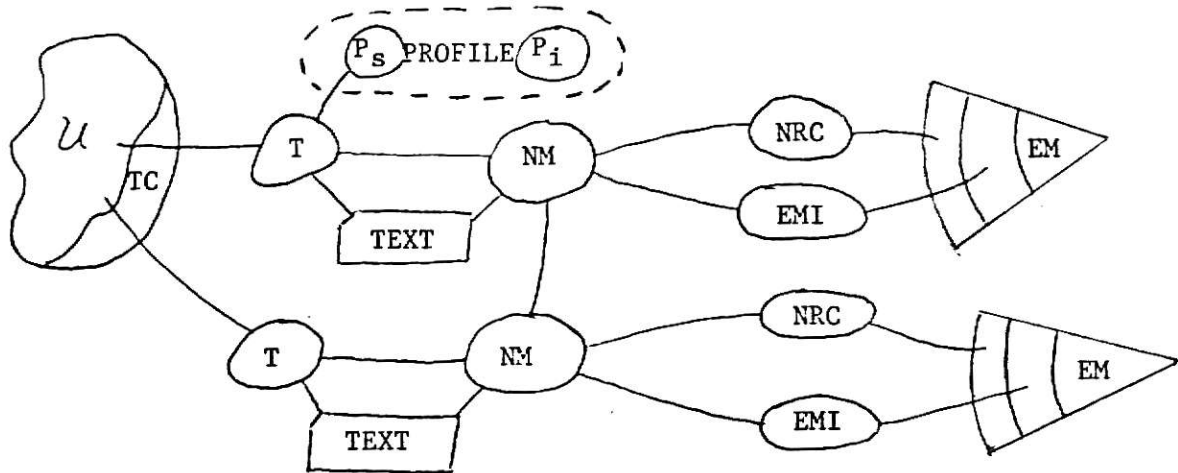 Ps PROFILE Pi
U
TC
T
NM
NRC
EM
EMI
TEXT
T
NM
NRC
EM
EMI
TEXT